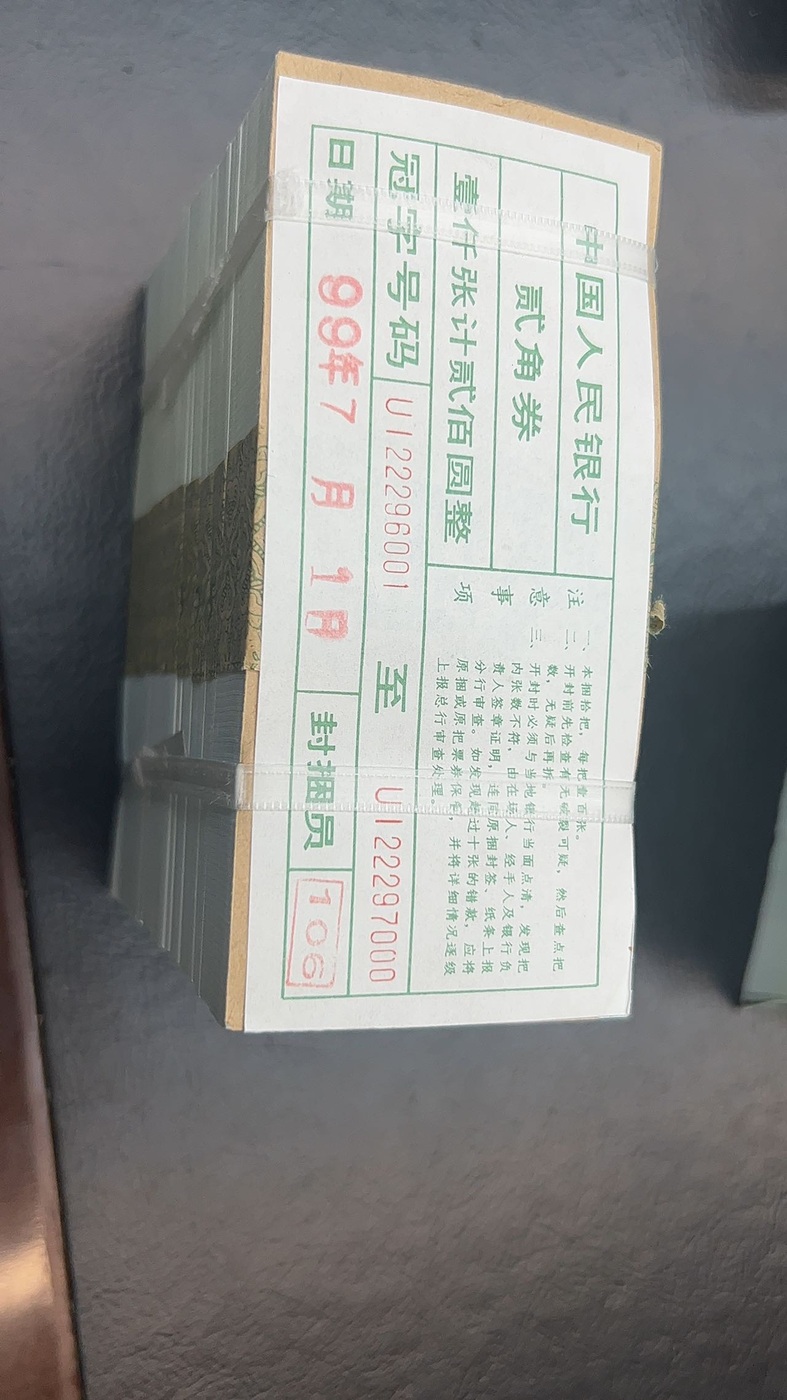 中国人民银行
贰角券
壹仟张计贰佰圆整
冠字号码 UI22296001 至 UI22297000
日期 99年7月1日 封捆员 106
注意事项
一、本捆拾把，每把壹百张。
二、开封前先检查有无破裂可疑，然后查点把
数，无疑后再拆。
三、开封时必须与当地银行当面点清，发现把
内张数不符，由在场人、经手人及银行负
责人签章证明，连同原捆封签、纸条上报
分行审查。如发现超过十张的错款，应将
原捆或原把票券保牢，并将详细情况逐级
上报总行审查处理。